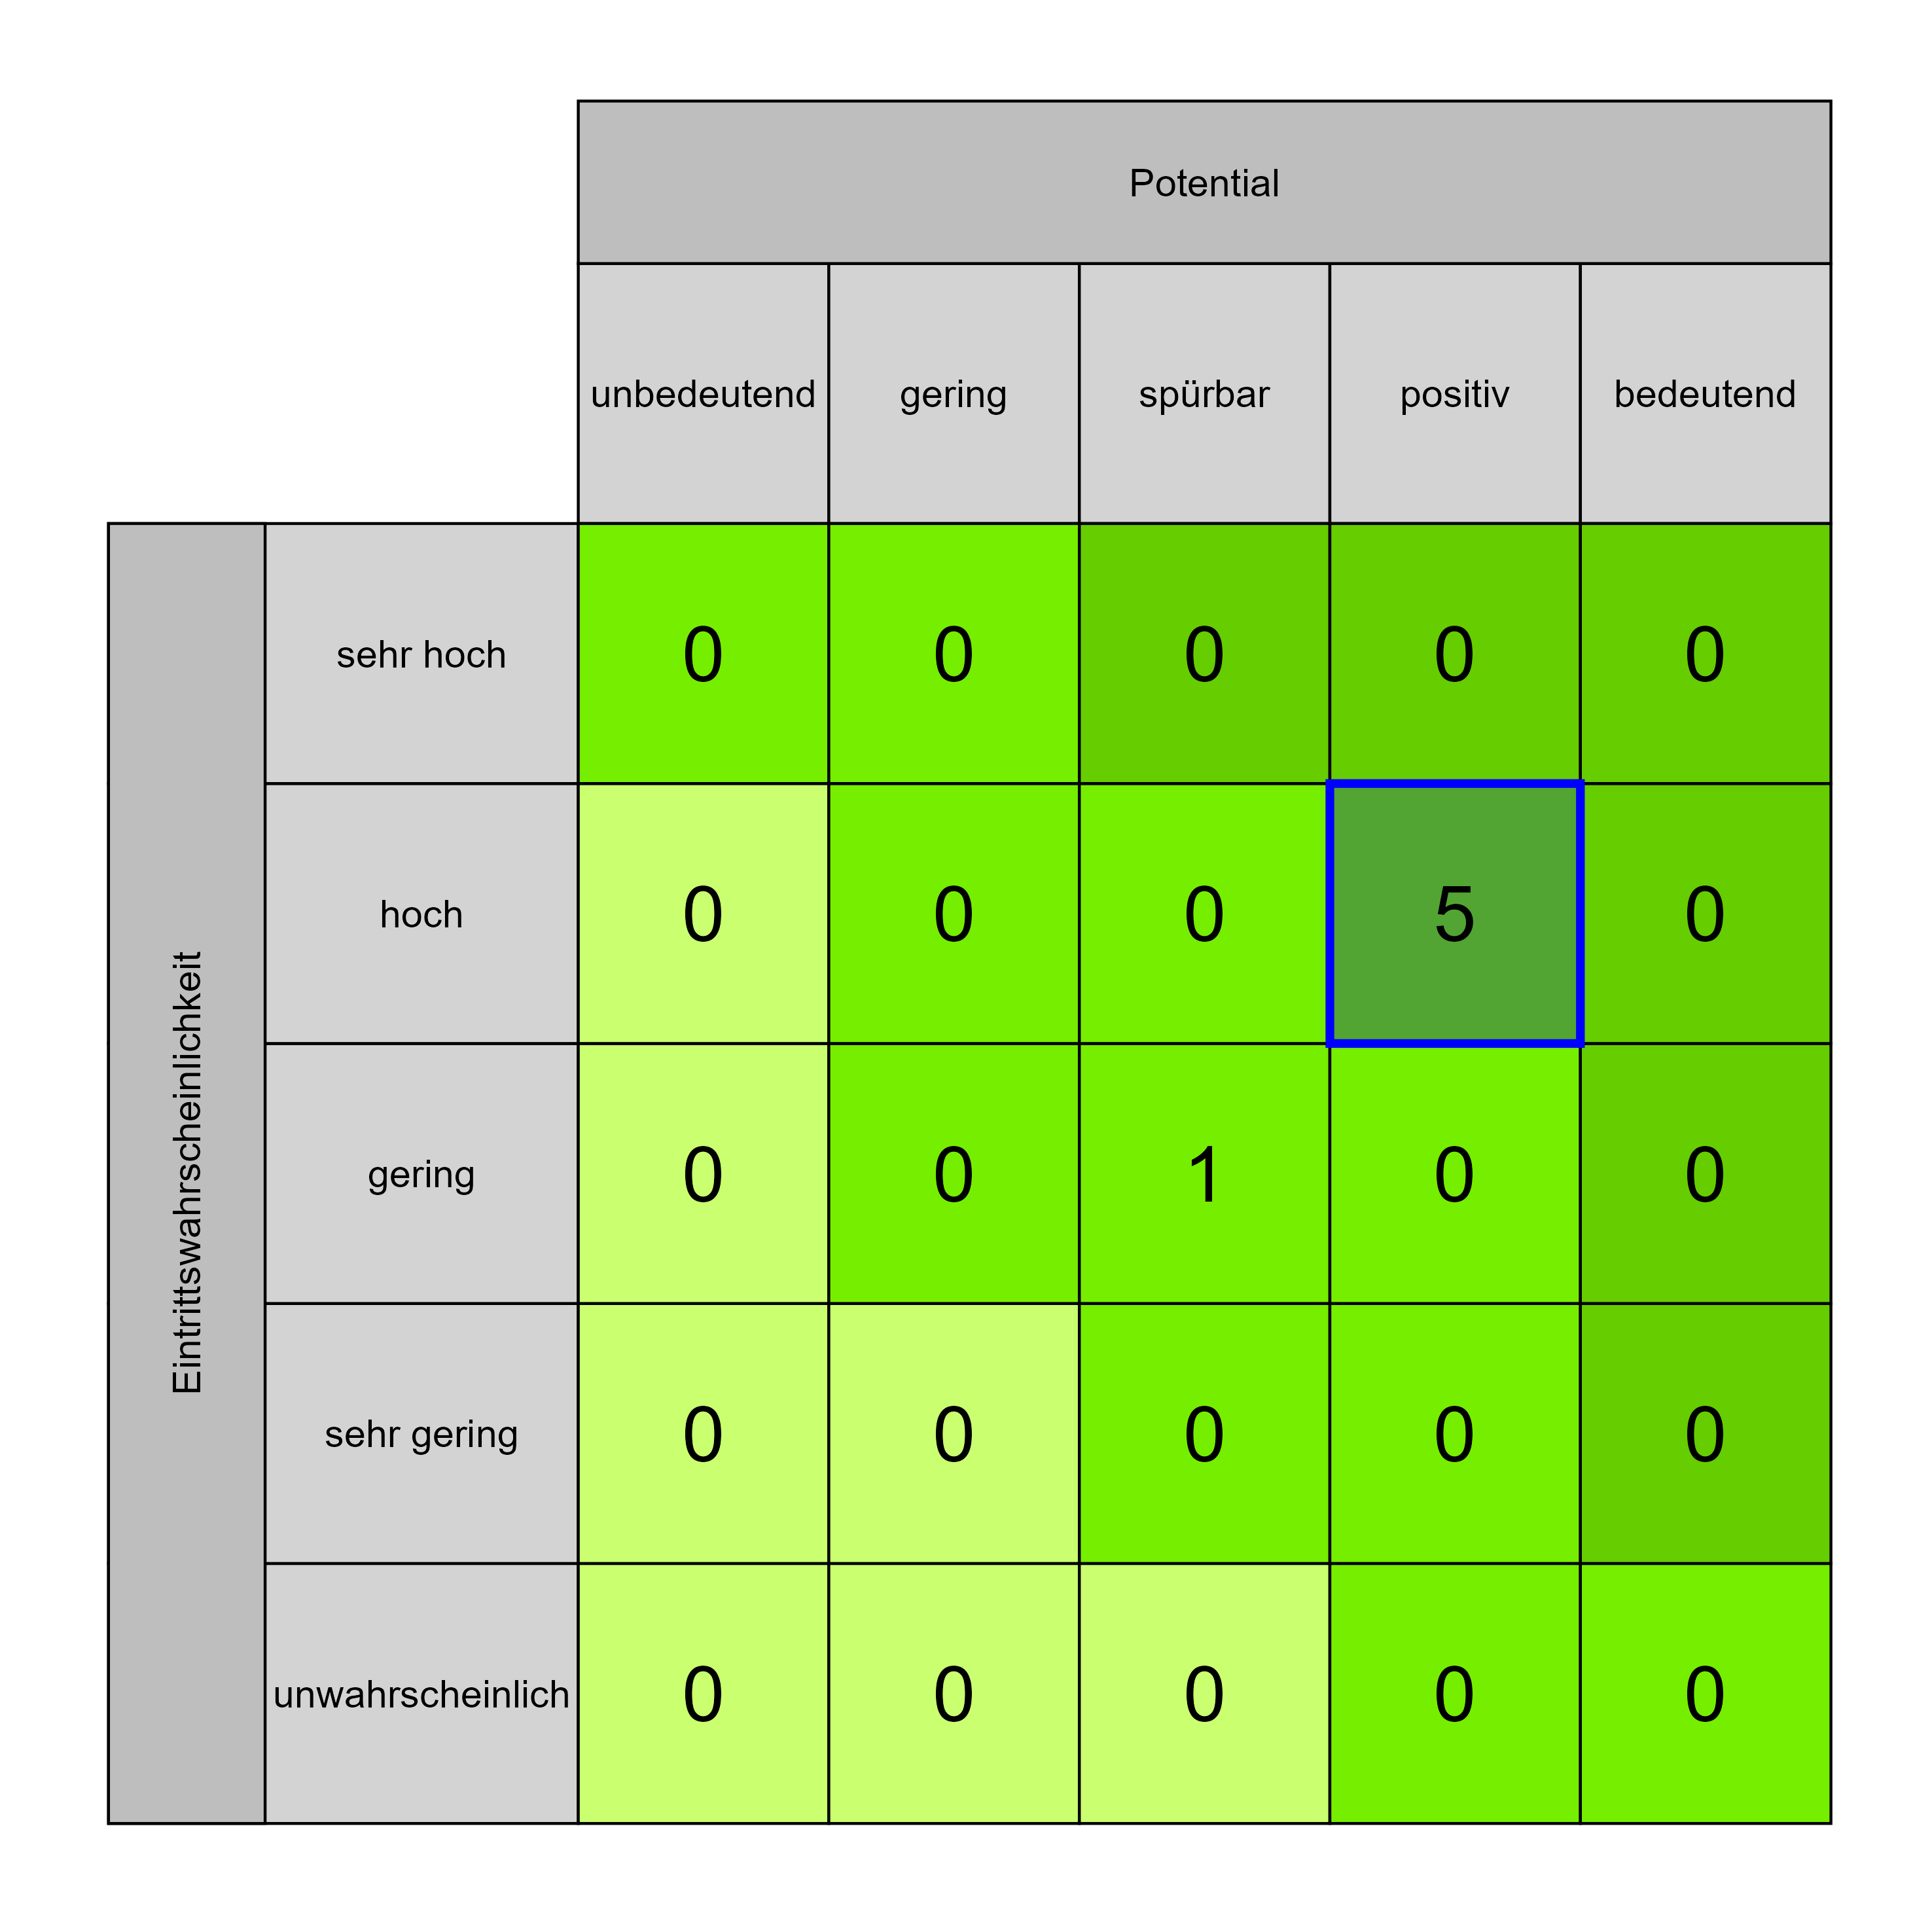 Potential
unbedeutend gering spürbar positiv bedeutend
Eintrittswahrscheinlichkeit
sehr hoch 0 0 0 0 0
hoch 0 0 0 5 0
gering 0 0 1 0 0
sehr gering 0 0 0 0 0
unwahrscheinlich 0 0 0 0 0